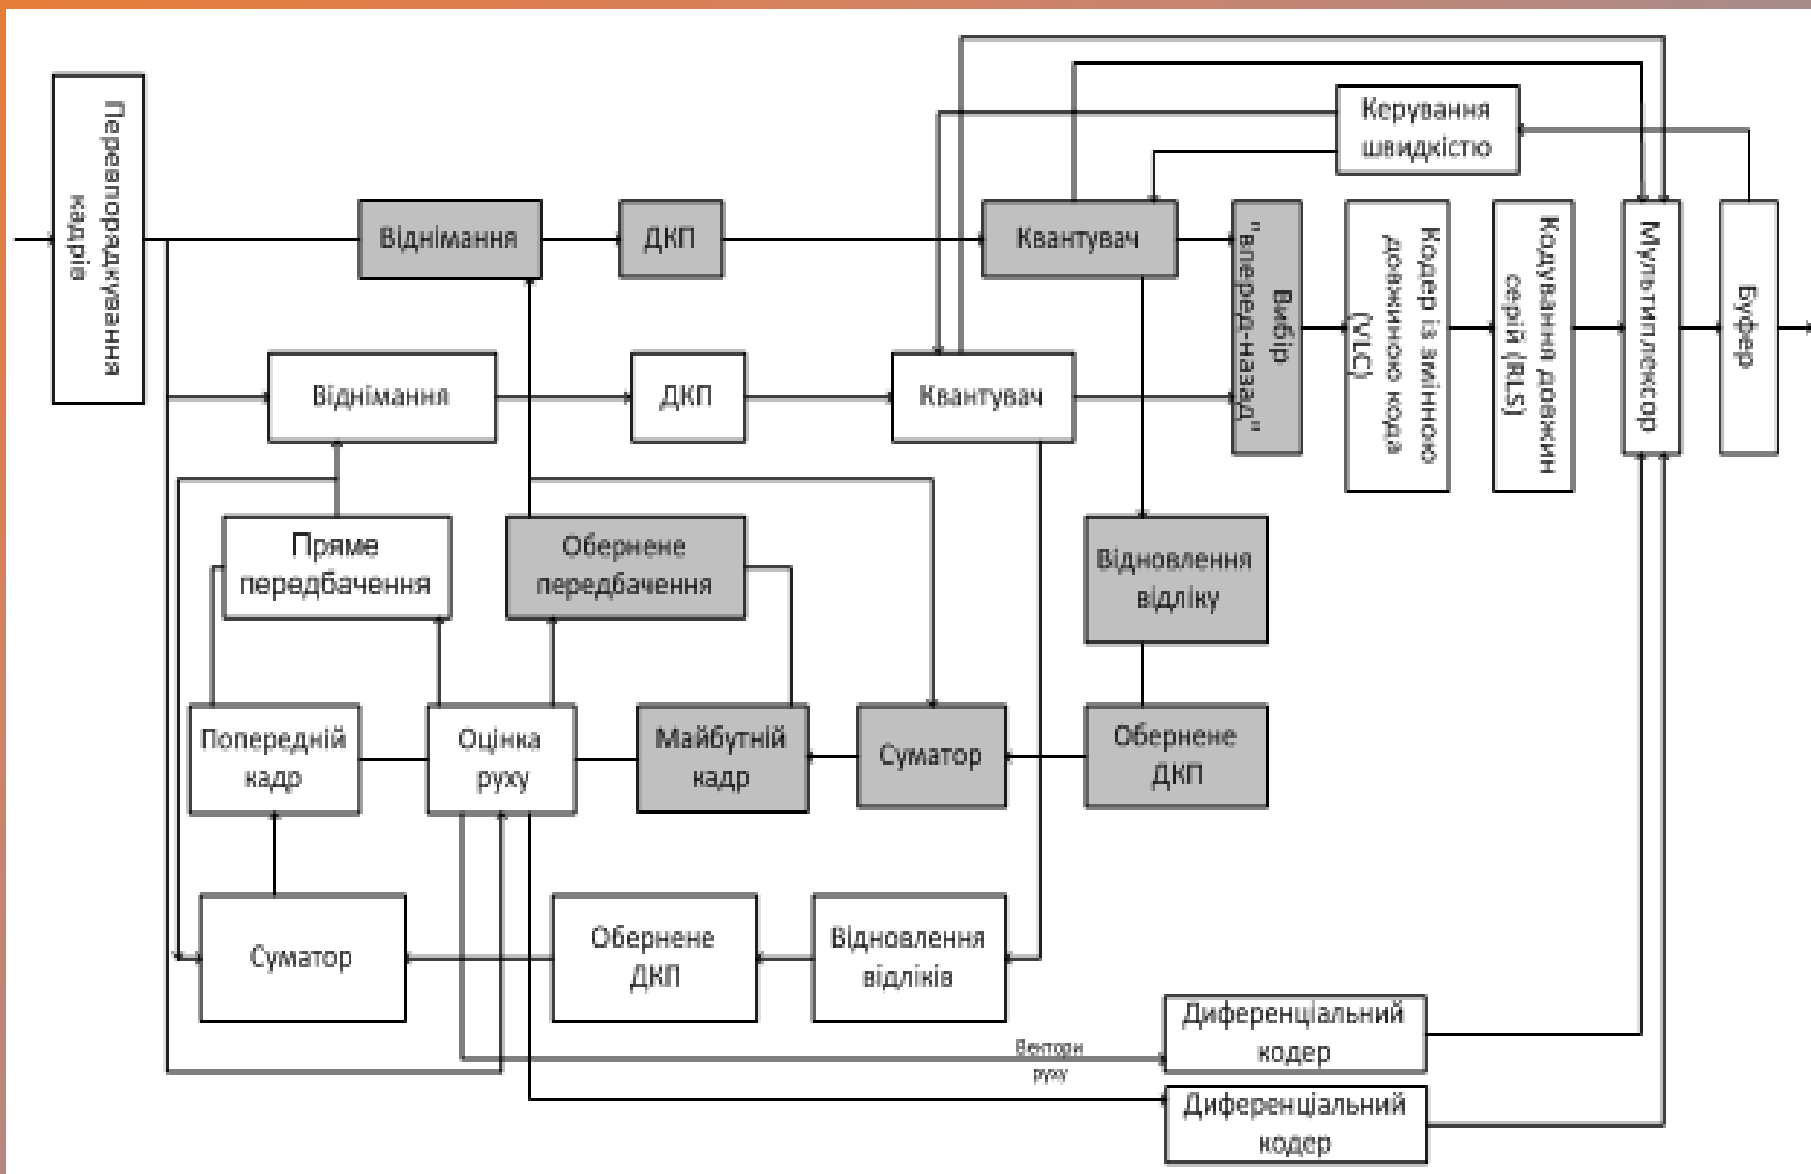 Перевпорядкування
кадрів
Керування
швидкістю
Віднімання
ДКП
Квантувач
Вибір
"вперед-назад"
Кодер із змінною
довжиною кода
(VLC)
Кодування довжин
серій (RLS)
Мультиплексор
Буфер
Віднімання
ДКП
Квантувач
Пряме
передбачення
Обернене
передбачення
Відновлення
відліку
Попередній
кадр
Оцінка
руху
Майбутній
кадр
Суматор
Обернене
ДКП
Суматор
Обернене
ДКП
Відновлення
відліків
Вектори
руху
Диференціальний
кодер
Диференціальний
кодер